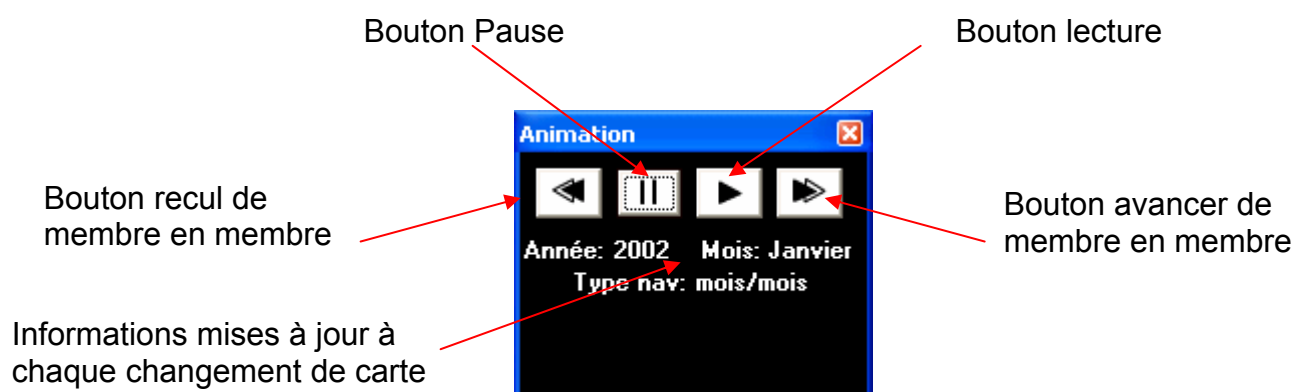 Bouton Pause
Bouton lecture
Animation
Bouton recul de
membre en membre
Bouton avancer de
membre en membre
Année: 2002 Mois: Janvier
Type nav: mois/mois
Informations mises à jour à
chaque changement de carte